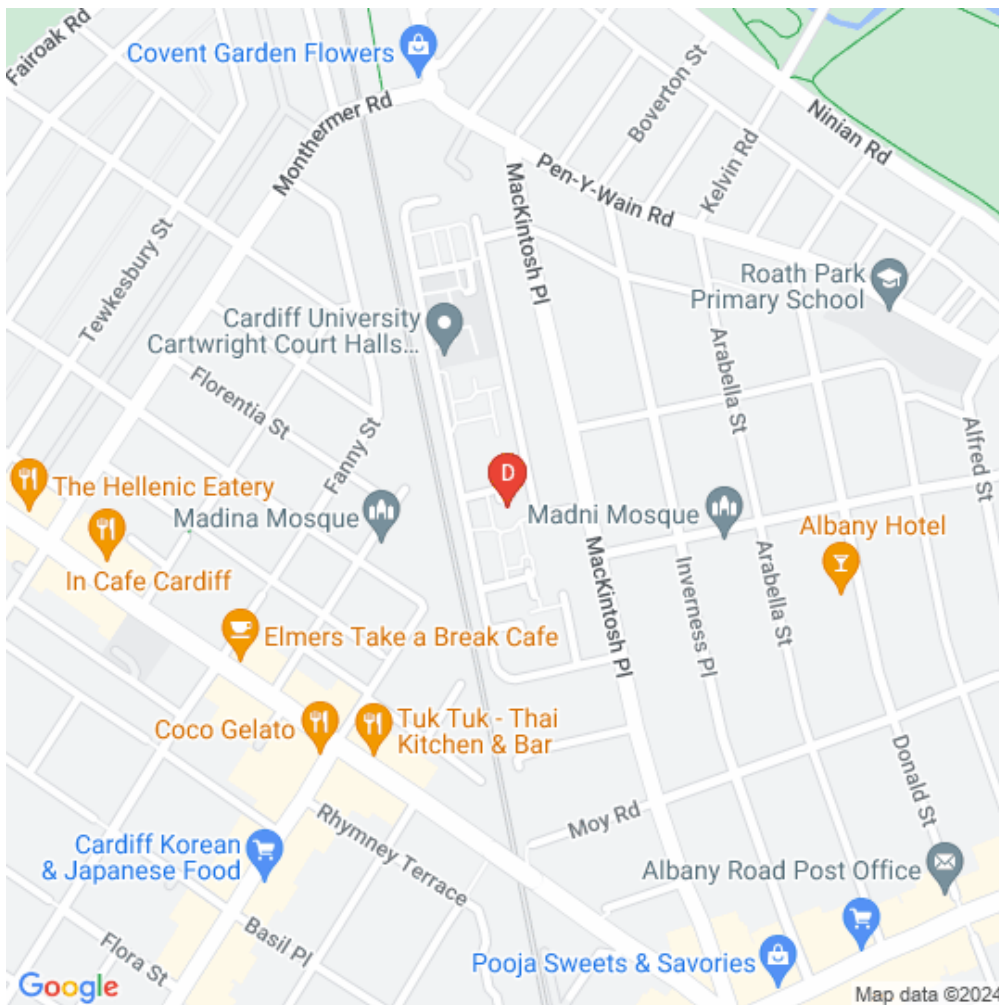 Fairoak Rd
Covent Garden Flowers
Monthermer Rd
Boverton St
Ninian Rd
Kelvin Rd
Pen-Y-Wain Rd
MacKintosh Pl
Tewkesbury St
Roath Park
Primary School
Cardiff University
Cartwright Court Halls...
Arabella St
Florentia St
Fanny St
Alfred St
D
The Hellenic Eatery
Madina Mosque
Madni Mosque
Albany Hotel
In Cafe Cardiff
MacKintosh Pl
Inverness Pl
Arabella St
Elmers Take a Break Cafe
Coco Gelato
Tuk Tuk - Thai
Kitchen & Bar
Donald St
Moy Rd
Rhymney Terrace
Cardiff Korean
& Japanese Food
Albany Road Post Office
Basil Pl
Flora St
Pooja Sweets & Savories
Google
Map data ©2024